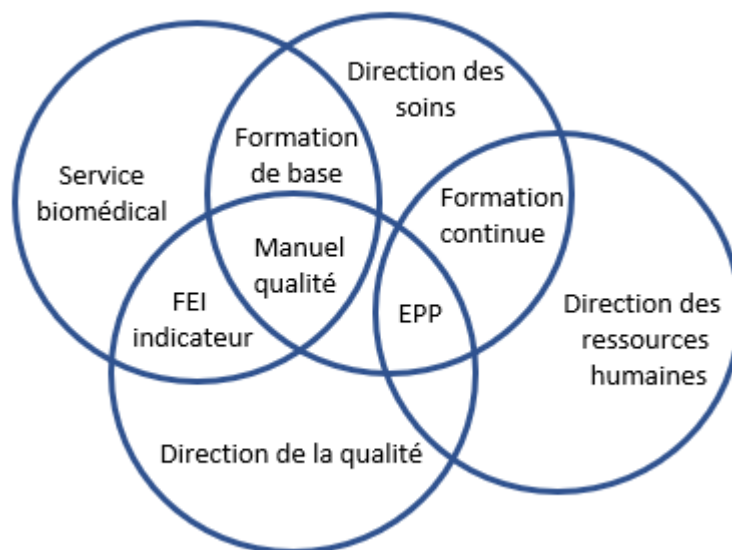 Direction des
soins
Formation
de base
Service
biomédical
Formation
continue
Manuel
qualité
FEI
indicateur
EPP
Direction des
ressources
humaines
Direction de la qualité